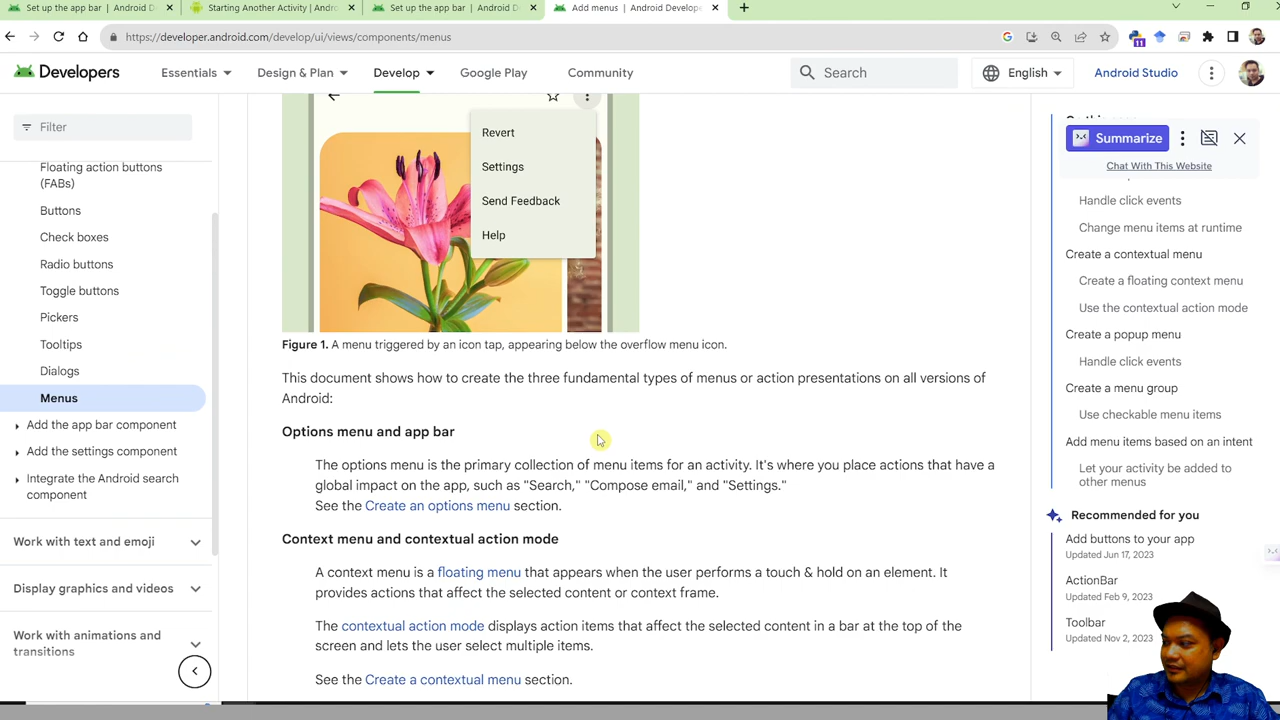 Set up the app bar | Android D
Starting Another Activity | Andro
Set up the app bar | Android D
Add menus | Android Develope
https://developer.android.com/develop/ui/views/components/menus
11
Developers
Essentials
Design & Plan
Develop
Google Play
Community
Search
English
Android Studio
Filter
Floating action buttons
(FABs)
Buttons
Check boxes
Radio buttons
Toggle buttons
Pickers
Tooltips
Dialogs
Menus
Add the app bar component
Add the settings component
Integrate the Android search
component
Work with text and emoji
Display graphics and videos
Work with animations and
transitions
Revert
Settings
Send Feedback
Help
Figure 1. A menu triggered by an icon tap, appearing below the overflow menu icon.
This document shows how to create the three fundamental types of menus or action presentations on all versions of
Android:
Options menu and app bar
The options menu is the primary collection of menu items for an activity. It's where you place actions that have a
global impact on the app, such as "Search," "Compose email," and "Settings."
See the Create an options menu section.
Context menu and contextual action mode
A context menu is a floating menu that appears when the user performs a touch & hold on an element. It
provides actions that affect the selected content or context frame.
The contextual action mode displays action items that affect the selected content in a bar at the top of the
screen and lets the user select multiple items.
See the Create a contextual menu section.
Summarize
Chat With This Website
Handle click events
Change menu items at runtime
Create a contextual menu
Create a floating context menu
Use the contextual action mode
Create a popup menu
Handle click events
Create a menu group
Use checkable menu items
Add menu items based on an intent
Let your activity be added to
other menus
Recommended for you
Add buttons to your app
Updated Jun 17, 2023
ActionBar
Updated Feb 9, 2023
Toolbar
Updated Nov 2, 2023